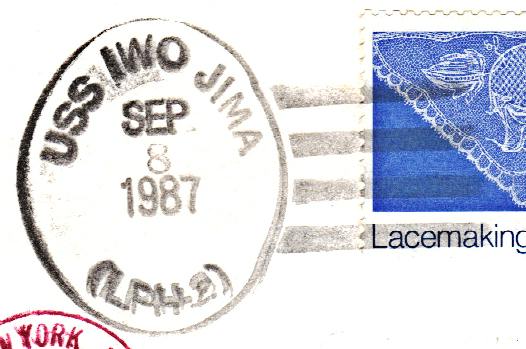 USS IWO JIMA
SEP
8
1987
(LPH-2)
Lacemaking
YORK